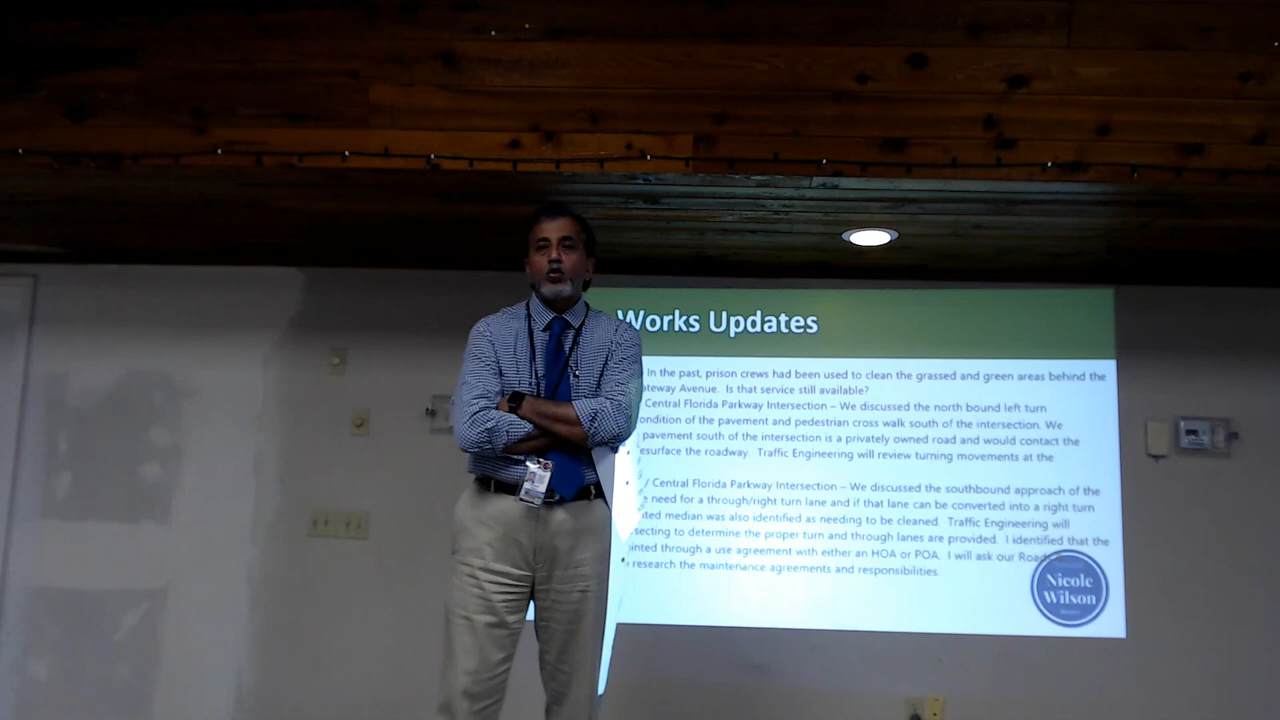 Works Updates
In the past, prison crews had been used to clean the grassed and green areas behind the
ateway Avenue. Is that service still available?
Central Florida Parkway Intersection – We discussed the north bound left turn
ondition of the pavement and pedestrian cross walk south of the intersection. We
pavement south of the intersection is a privately owned road and would contact the
esurface the roadway. Traffic Engineering will review turning movements at the
/ Central Florida Parkway Intersection – We discussed the southbound approach of the
e need for a through/right turn lane and if that lane can be converted into a right turn
ted median was also identified as needing to be cleaned. Traffic Engineering will
secting to determine the proper turn and through lanes are provided. I identified that the
inted through a use agreement with either an HOA or POA. I will ask our Roads
research the maintenance agreements and responsibilities.
Nicole
Wilson